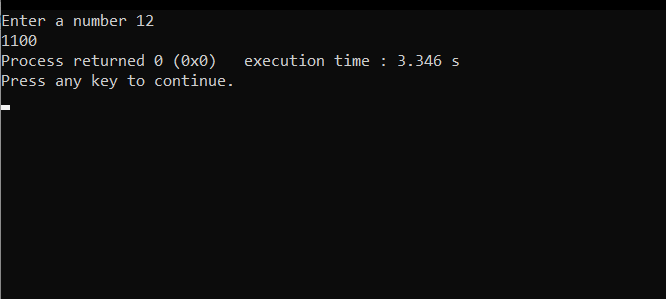 Enter a number 12
1100
Process returned 0 (0x0)   execution time : 3.346 s
Press any key to continue.